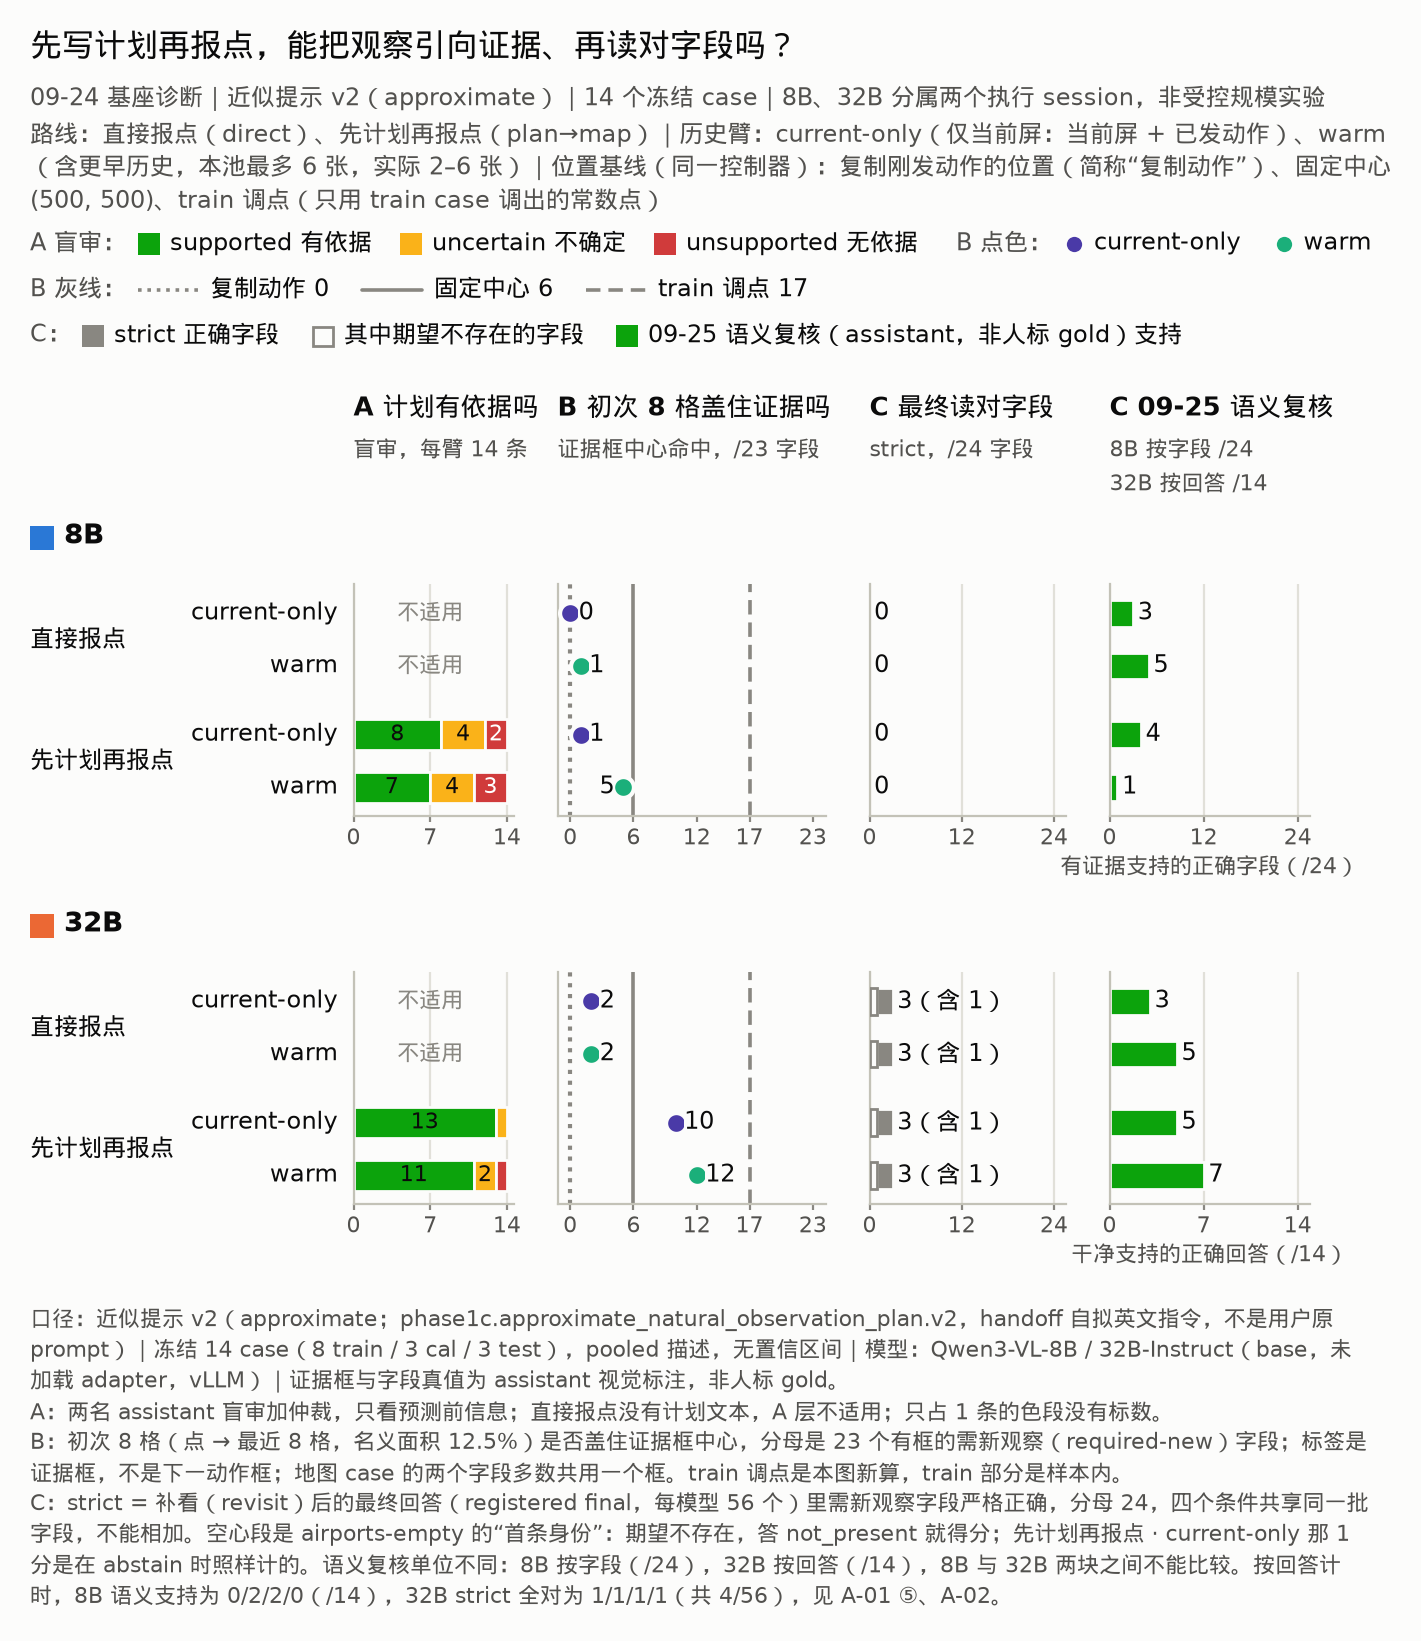 先写计划再报点，能把观察引向证据、再读对字段吗？
09-24 基座诊断 | 近似提示 v2（approximate）| 14 个冻结 case | 8B、32B 分属两个执行 session，非受控规模实验
路线：直接报点（direct）、先计划再报点（plan→map）| 历史臂：current-only（仅当前屏：当前屏 + 已发动作）、warm
（含更早历史，本池最多 6 张，实际 2–6 张）| 位置基线（同一控制器）：复制刚发动作的位置（简称“复制动作”）、固定中心
(500, 500)、train 调点（只用 train case 调出的常数点）
A 盲审： supported 有依据 uncertain 不确定 unsupported 无依据 B 点色： current-only warm
B 灰线： 复制动作 0 固定中心 6 train 调点 17
C： strict 正确字段 其中期望不存在的字段 09-25 语义复核（assistant，非人标 gold）支持
A 计划有依据吗 B 初次 8 格盖住证据吗 C 最终读对字段 C 09-25 语义复核
盲审，每臂 14 条 证据框中心命中，/23 字段 strict，/24 字段 8B 按字段 /24
32B 按回答 /14
8B
直接报点
current-only 不适用 0 0 3
warm 不适用 1 0 5
先计划再报点
current-only 8 4 2 1 0 4
warm 7 4 3 5 0 1
0 7 14 0 6 12 17 23 0 12 24 0 12 24
有证据支持的正确字段（/24）
32B
直接报点
current-only 不适用 2 3（含 1） 3
warm 不适用 2 3（含 1） 5
先计划再报点
current-only 13 10 3（含 1） 5
warm 11 2 12 3（含 1） 7
0 7 14 0 6 12 17 23 0 12 24 0 7 14
干净支持的正确回答（/14）
口径：近似提示 v2（approximate；phase1c.approximate_natural_observation_plan.v2，handoff 自拟英文指令，不是用户原
prompt）| 冻结 14 case（8 train / 3 cal / 3 test），pooled 描述，无置信区间 | 模型：Qwen3-VL-8B / 32B-Instruct（base，未
加载 adapter，vLLM）| 证据框与字段真值为 assistant 视觉标注，非人标 gold。
A：两名 assistant 盲审加仲裁，只看预测前信息；直接报点没有计划文本，A 层不适用；只占 1 条的色段没有标数。
B：初次 8 格（点 → 最近 8 格，名义面积 12.5%）是否盖住证据框中心，分母是 23 个有框的需新观察（required-new）字段；标签是
证据框，不是下一动作框；地图 case 的两个字段多数共用一个框。train 调点是本图新算，train 部分是样本内。
C：strict = 补看（revisit）后的最终回答（registered final，每模型 56 个）里需新观察字段严格正确，分母 24，四个条件共享同一批
字段，不能相加。空心段是 airports-empty 的“首条身份”：期望不存在，答 not_present 就得分；先计划再报点 · current-only 那 1
分是在 abstain 时照样计的。语义复核单位不同：8B 按字段（/24），32B 按回答（/14），8B 与 32B 两块之间不能比较。按回答计
时，8B 语义支持为 0/2/2/0（/14），32B strict 全对为 1/1/1/1（共 4/56），见 A-01 ⑤、A-02。